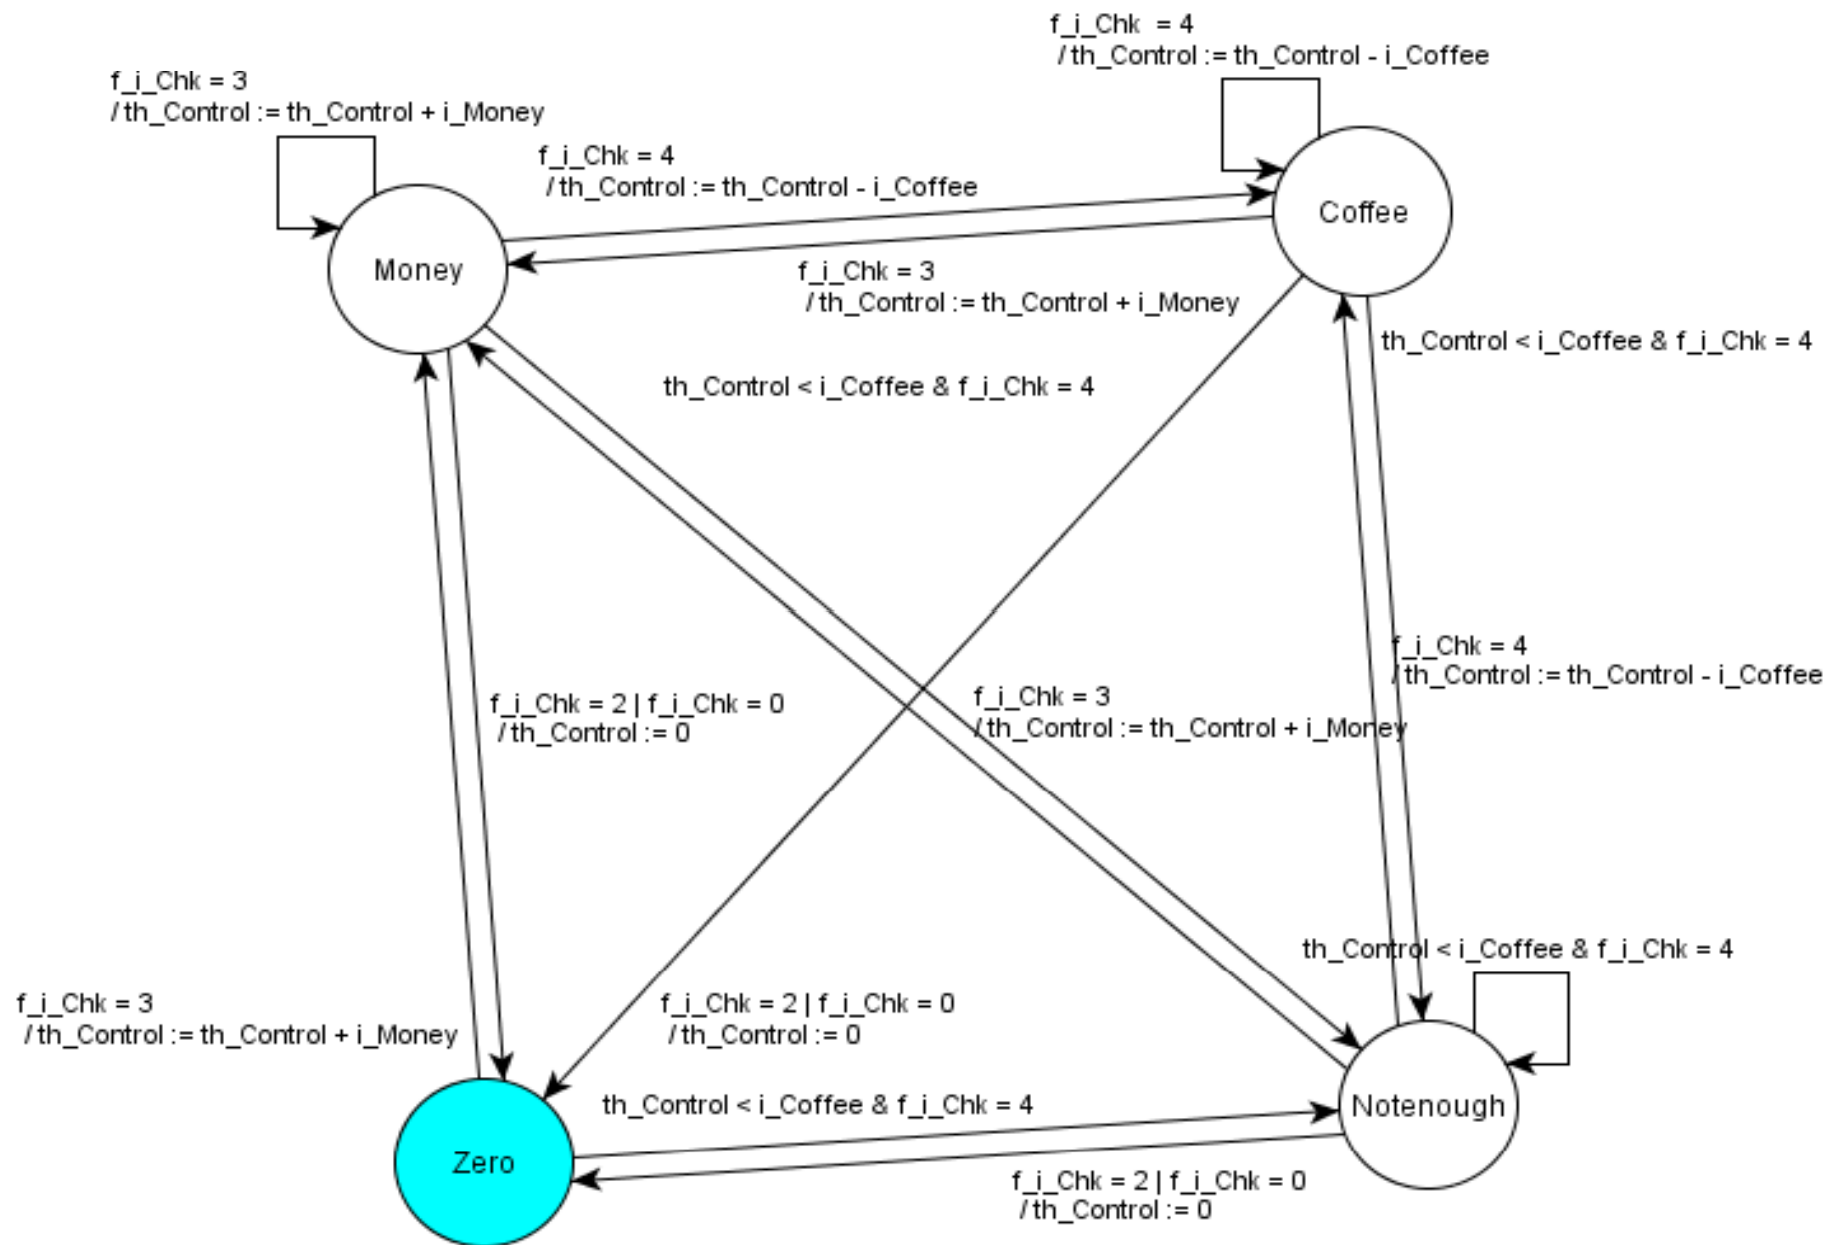 f_i_Chk = 4
/ th_Control := th_Control - i_Coffee
f_i_Chk = 3
/ th_Control := th_Control + i_Money
f_i_Chk = 4
/ th_Control := th_Control - i_Coffee
Coffee
Money
f_i_Chk = 3
/ th_Control := th_Control + i_Money
th_Control < i_Coffee & f_i_Chk = 4
th_Control < i_Coffee & f_i_Chk = 4
f_i_Chk = 4
/ th_Control := th_Control - i_Coffee
f_i_Chk = 2 | f_i_Chk = 0
/ th_Control := 0
f_i_Chk = 3
/ th_Control := th_Control + i_Money
th_Control < i_Coffee & f_i_Chk = 4
f_i_Chk = 3
/ th_Control := th_Control + i_Money
f_i_Chk = 2 | f_i_Chk = 0
/ th_Control := 0
th_Control < i_Coffee & f_i_Chk = 4
Notenough
Zero
f_i_Chk = 2 | f_i_Chk = 0
/ th_Control := 0